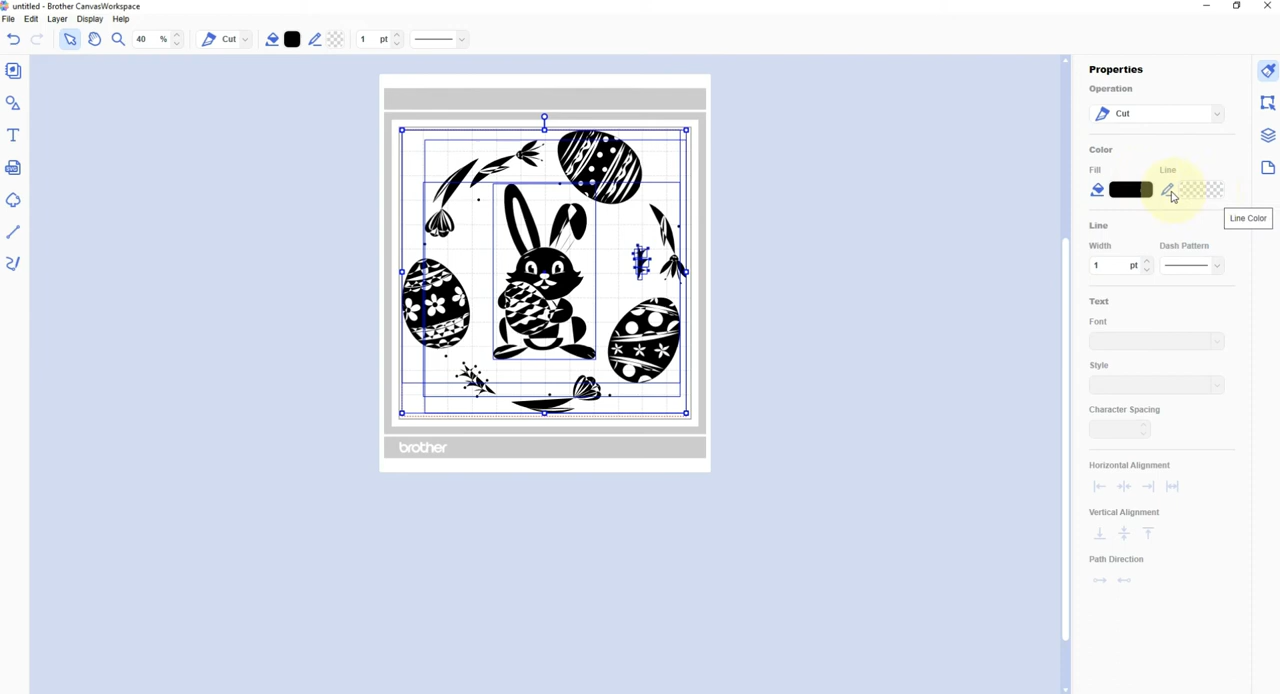 untitled - Brother CanvasWorkspace
File Edit Layer Display Help
40 % Cut 1 pt
Properties
Operation
Cut
Color
Fill Line
Line Color
Line
Width Dash Pattern
1 pt
Text
Font
Style
Character Spacing
Horizontal Alignment
Vertical Alignment
Path Direction
SVG
brother